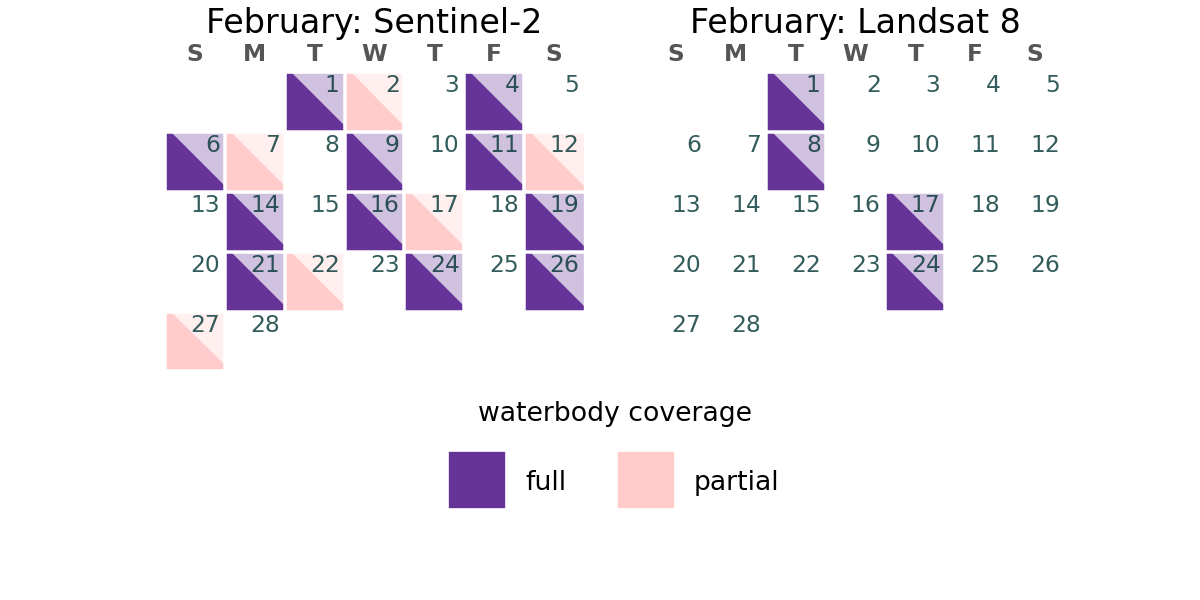 February: Sentinel-2
S M T W T F S
1 2 3 4 5
6 7 8 9 10 11 12
13 14 15 16 17 18 19
20 21 22 23 24 25 26
27 28
February: Landsat 8
S M T W T F S
1 2 3 4 5
6 7 8 9 10 11 12
13 14 15 16 17 18 19
20 21 22 23 24 25 26
27 28
waterbody coverage
full partial